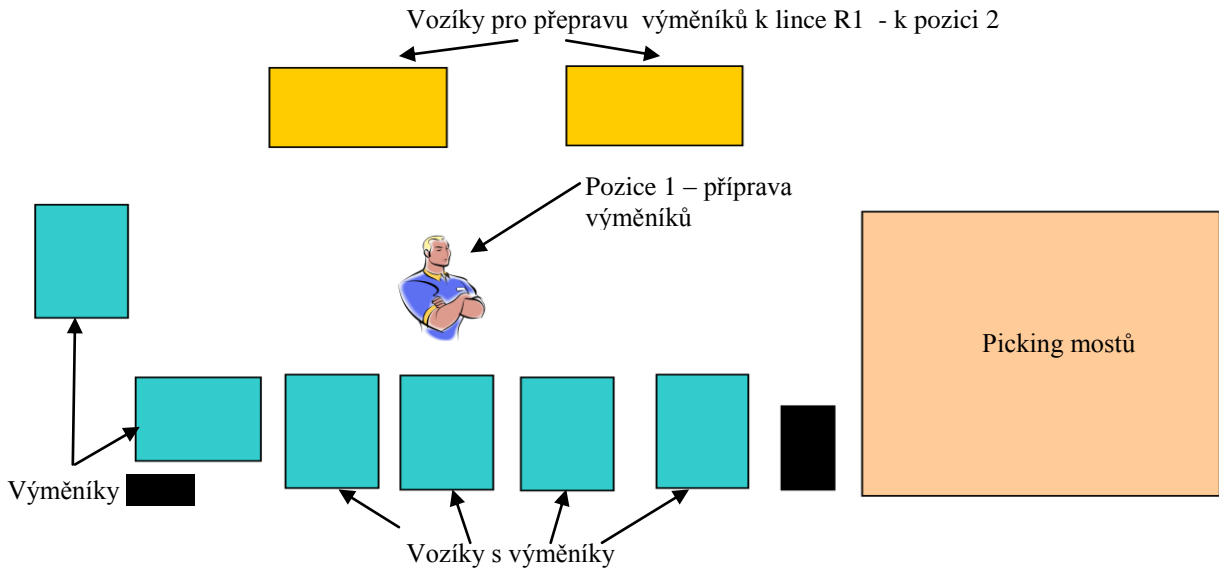 Vozíky pro přepravu výměníků k lince R1 - k pozici 2
Pozice 1 – příprava
výměníků
Picking mostů
Výměníky
Vozíky s výměníky